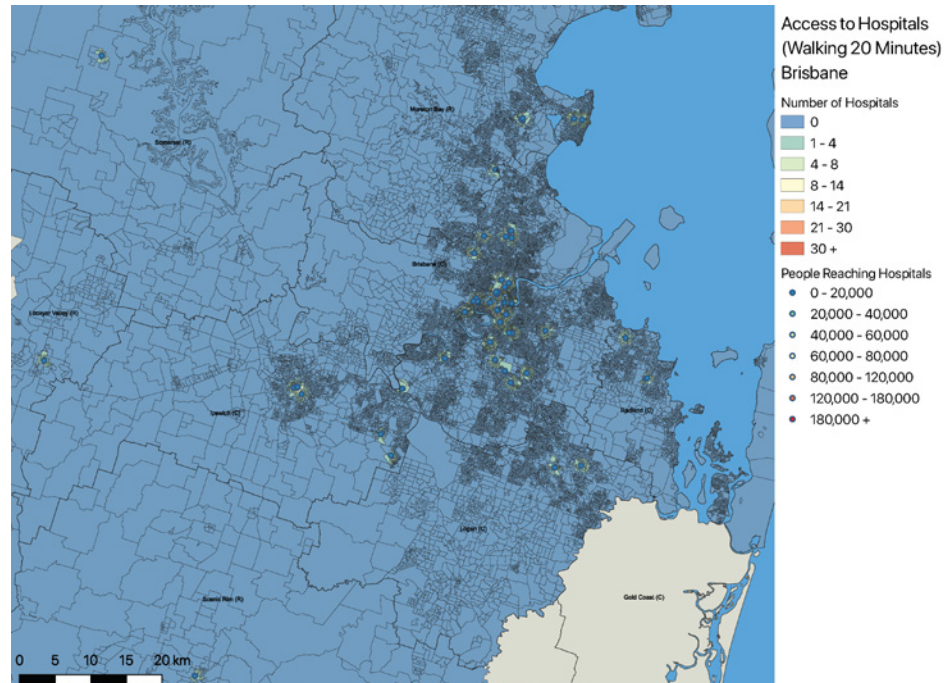 Access to Hospitals
(Walking 20 Minutes)
Brisbane
Number of Hospitals
0
1 - 4
4 - 8
8 - 14
14 - 21
21 - 30
30 +
People Reaching Hospitals
0 - 20,000
20,000 - 40,000
40,000 - 60,000
60,000 - 80,000
80,000 - 120,000
120,000 - 180,000
180,000 +
Moreton Bay (R)
Somerset (R)
Brisbane (C)
Lockyer Valley (R)
Ipswich (C)
Redland (C)
Logan (C)
Scenic Rim (R)
Gold Coast (C)
0 5 10 15 20 km